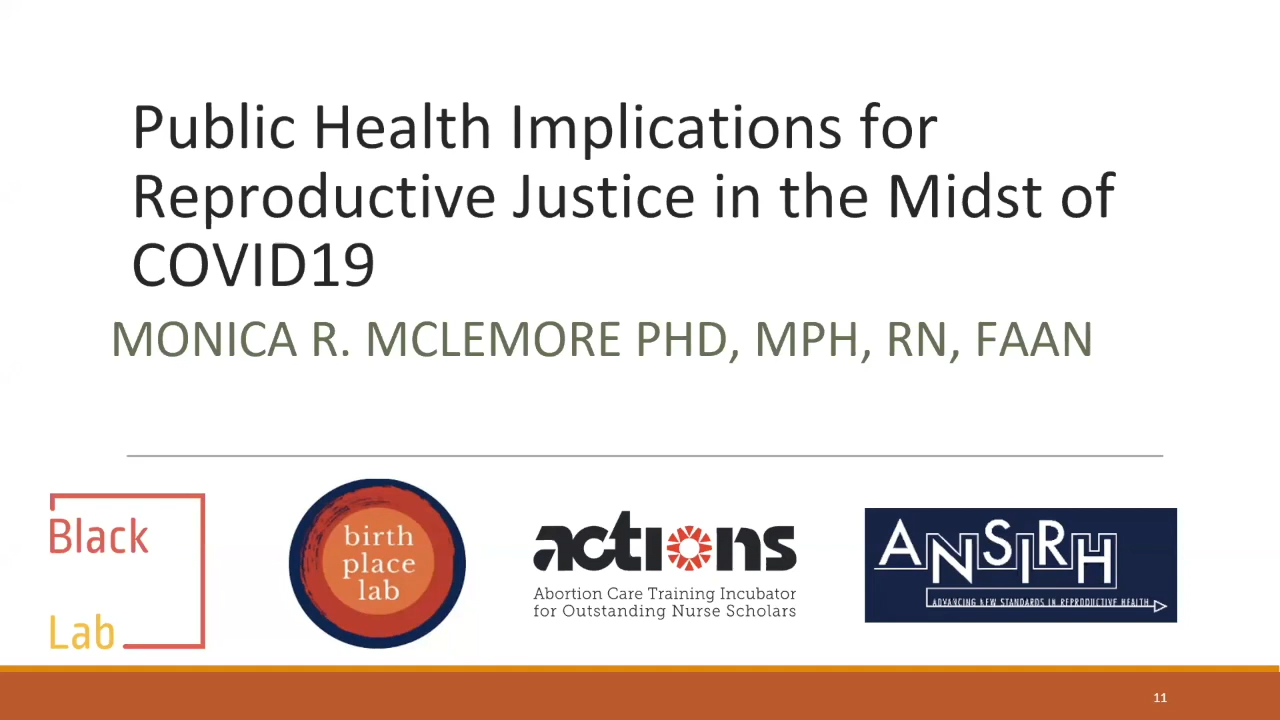 Public Health Implications for
Reproductive Justice in the Midst of
COVID19
MONICA R. MCLEMORE PHD, MPH, RN, FAAN
Black
Lab
birth
place
lab
actions
Abortion Care Training Incubator
for Outstanding Nurse Scholars
ANSIRH
ADVANCING NEW STANDARDS IN REPRODUCTIVE HEALTH
11